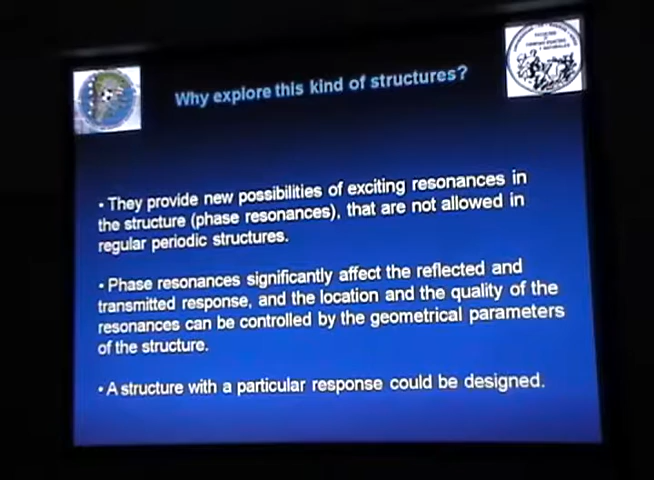 Why explore this kind of structures?
• They provide new possibilities of exciting resonances in
the structure (phase resonances), that are not allowed in
regular periodic structures.
• Phase resonances significantly affect the reflected and
transmitted response, and the location and the quality of the
resonances can be controlled by the geometrical parameters
of the structure.
• A structure with a particular response could be designed.